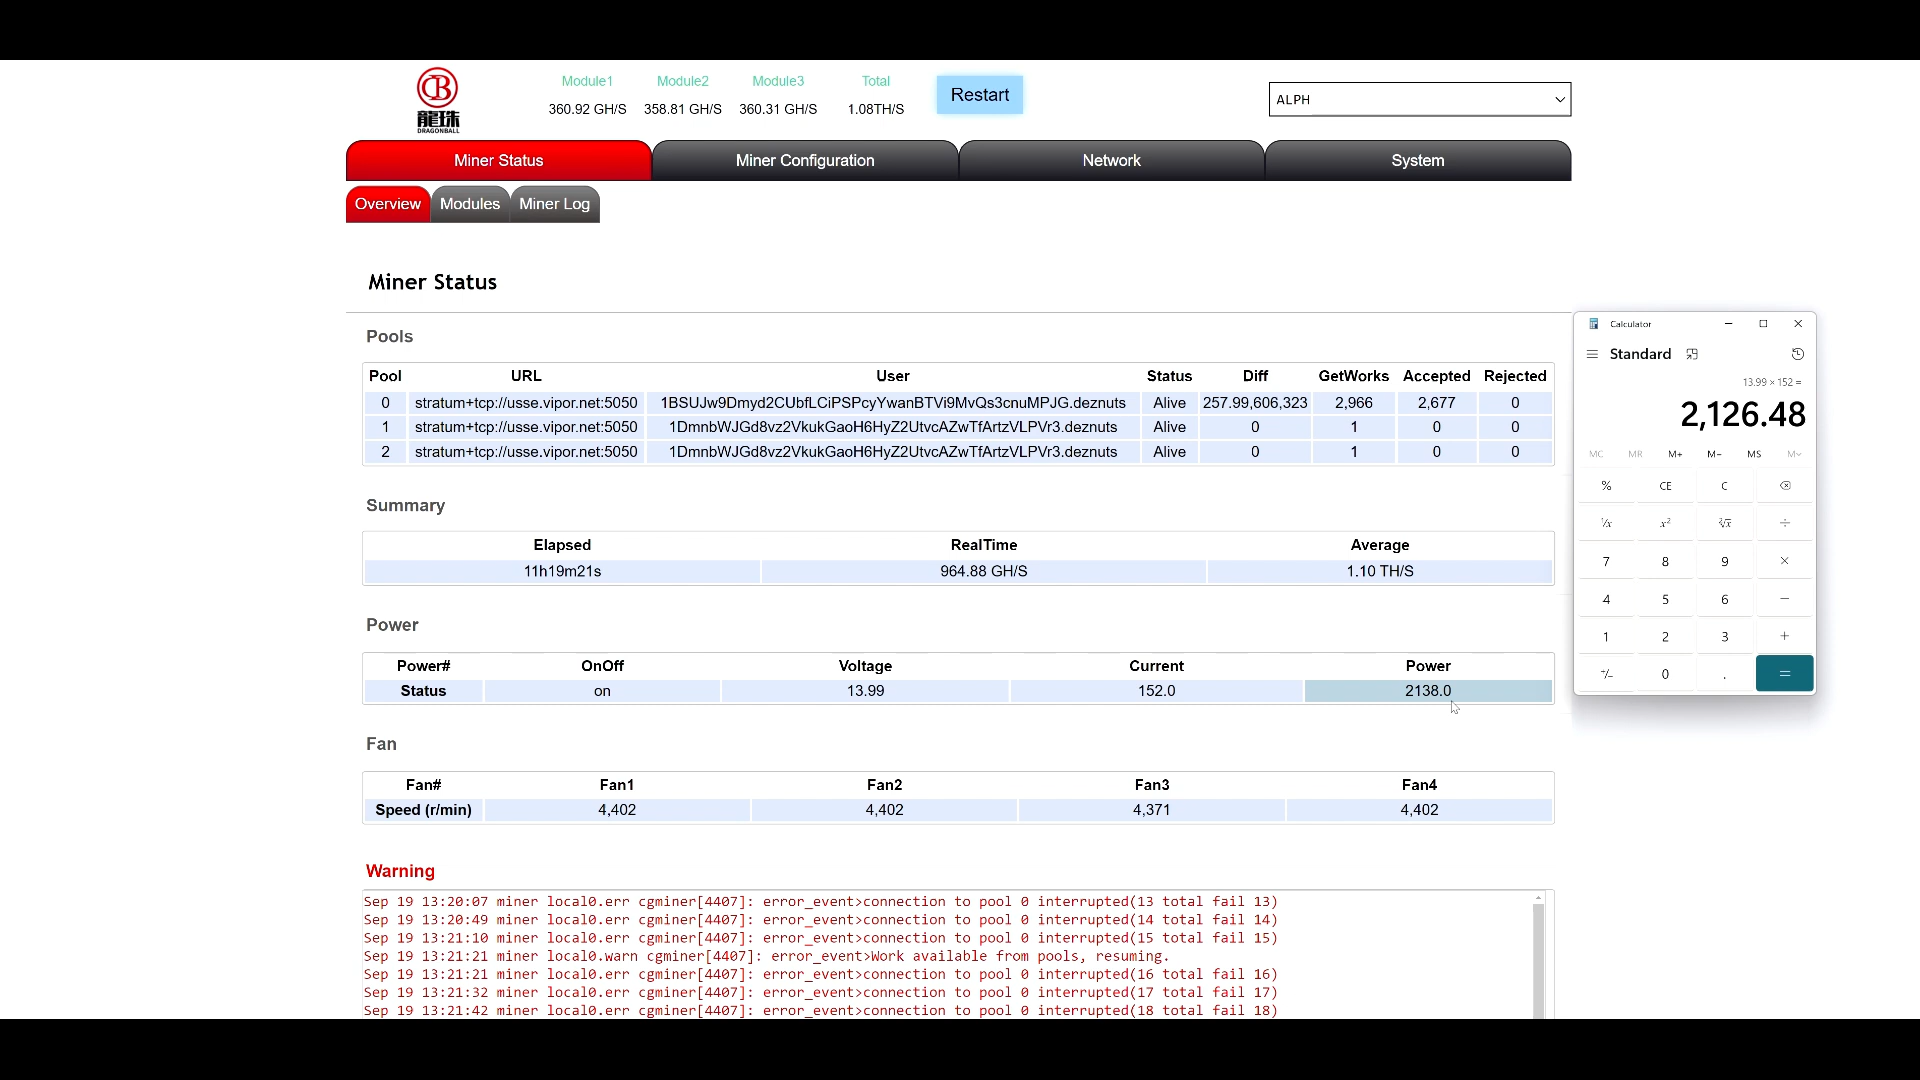 CB
龍珠
DRAGONBALL
Module1 Module2 Module3 Total
360.92 GH/S 358.81 GH/S 360.31 GH/S 1.08TH/S
Restart
ALPH
Miner Status Miner Configuration Network System
Overview Modules Miner Log
Miner Status
Pools
Pool URL User Status Diff GetWorks Accepted Rejected
0 stratum+tcp://usse.vipor.net:5050 1BSUJw9Dmyd2CUbfLCiPSPcyYwanBTVi9MvQs3cnuMPJG.deznuts Alive 257.99,606,323 2,966 2,677 0
1 stratum+tcp://usse.vipor.net:5050 1DmnbWJGd8vz2VkukGaoH6HyZ2UtvcAZwTfArtzVLPVr3.deznuts Alive 0 1 0 0
2 stratum+tcp://usse.vipor.net:5050 1DmnbWJGd8vz2VkukGaoH6HyZ2UtvcAZwTfArtzVLPVr3.deznuts Alive 0 1 0 0
Summary
Elapsed RealTime Average
11h19m21s 964.88 GH/S 1.10 TH/S
Power
Power# OnOff Voltage Current Power
Status on 13.99 152.0 2138.0
Fan
Fan# Fan1 Fan2 Fan3 Fan4
Speed (r/min) 4,402 4,402 4,371 4,402
Warning
Sep 19 13:20:07 miner local0.err cgminer[4407]: error_event>connection to pool 0 interrupted(13 total fail 13)
Sep 19 13:20:49 miner local0.err cgminer[4407]: error_event>connection to pool 0 interrupted(14 total fail 14)
Sep 19 13:21:10 miner local0.err cgminer[4407]: error_event>connection to pool 0 interrupted(15 total fail 15)
Sep 19 13:21:21 miner local0.warn cgminer[4407]: error_event>Work available from pools, resuming.
Sep 19 13:21:21 miner local0.err cgminer[4407]: error_event>connection to pool 0 interrupted(16 total fail 16)
Sep 19 13:21:32 miner local0.err cgminer[4407]: error_event>connection to pool 0 interrupted(17 total fail 17)
Sep 19 13:21:42 miner local0.err cgminer[4407]: error_event>connection to pool 0 interrupted(18 total fail 18)
Calculator
Standard
13.99 × 152 =
2,126.48
MC MR M+ M− MS M˅
% CE C ⌫
¹/x x² ²√x ÷
7 8 9 ×
4 5 6 −
1 2 3 +
+/− 0 . =